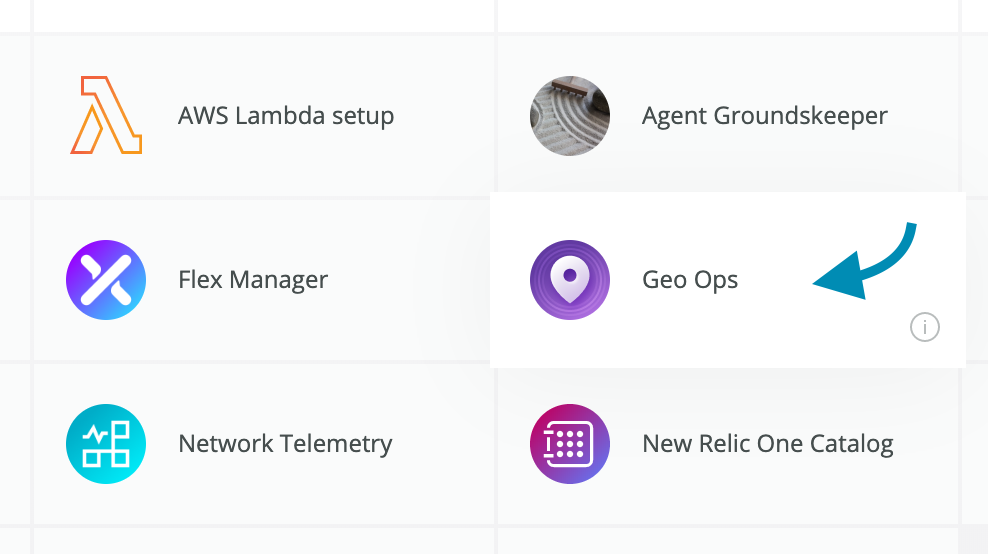 AWS Lambda setup
Agent Groundskeeper
Flex Manager
Geo Ops
i
Network Telemetry
New Relic One Catalog